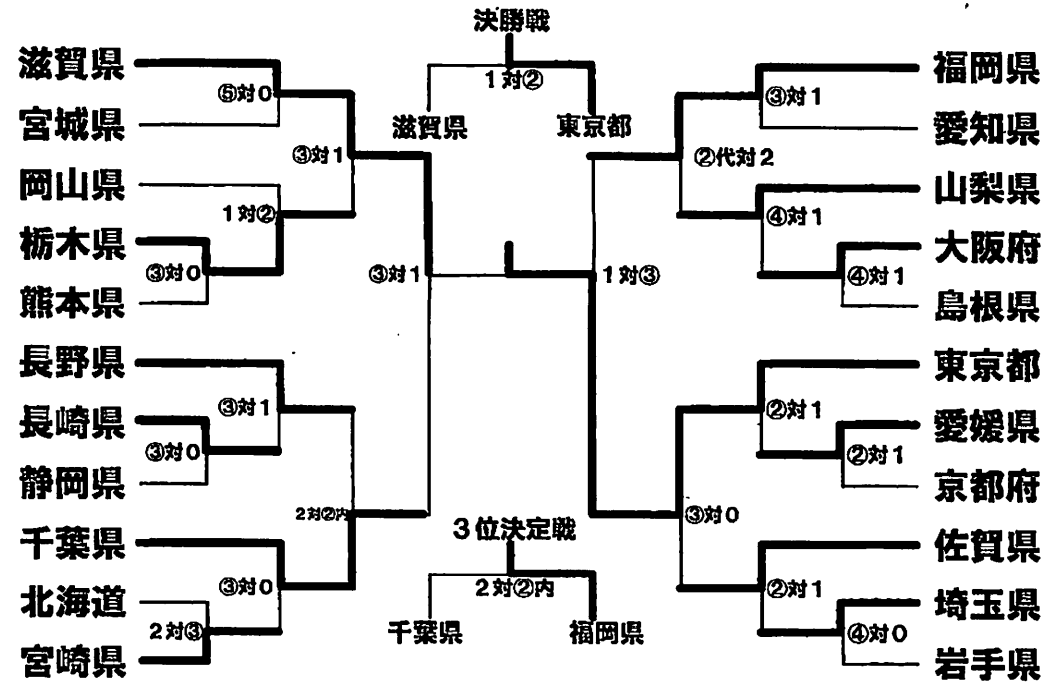 決勝戦
1対②
滋賀県
東京都
滋賀県
⑤対0
宮城県
③対1
岡山県
1対②
栃木県
③対0
熊本県
③対1
長野県
③対1
長崎県
③対0
静岡県
2対②内
千葉県
③対0
北海道
2対③
宮崎県
福岡県
③対1
愛知県
②代対2
山梨県
④対1
大阪府
④対1
島根県
1対③
東京都
②対1
愛媛県
②対1
京都府
③対0
佐賀県
②対1
埼玉県
④対0
岩手県
3位決定戦
2対②内
千葉県
福岡県